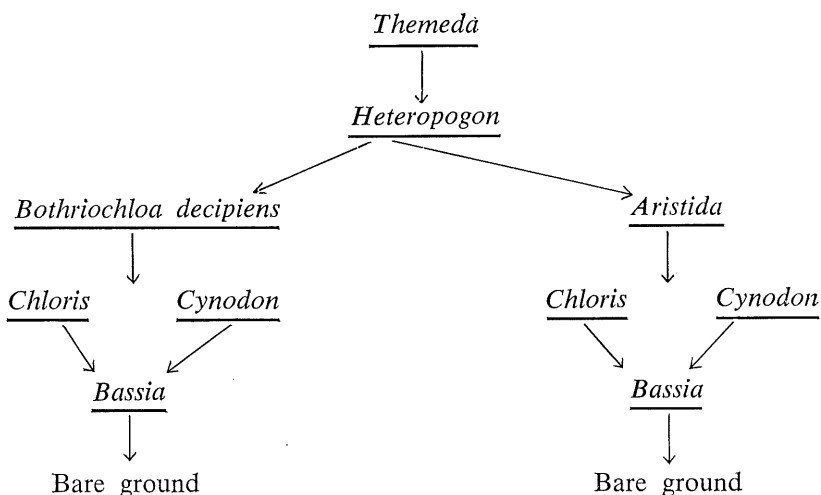 Themeda
Heteropogon
Bothriochloa decipiens
Aristida
Chloris
Cynodon
Chloris
Cynodon
Bassia
Bassia
Bare ground
Bare ground